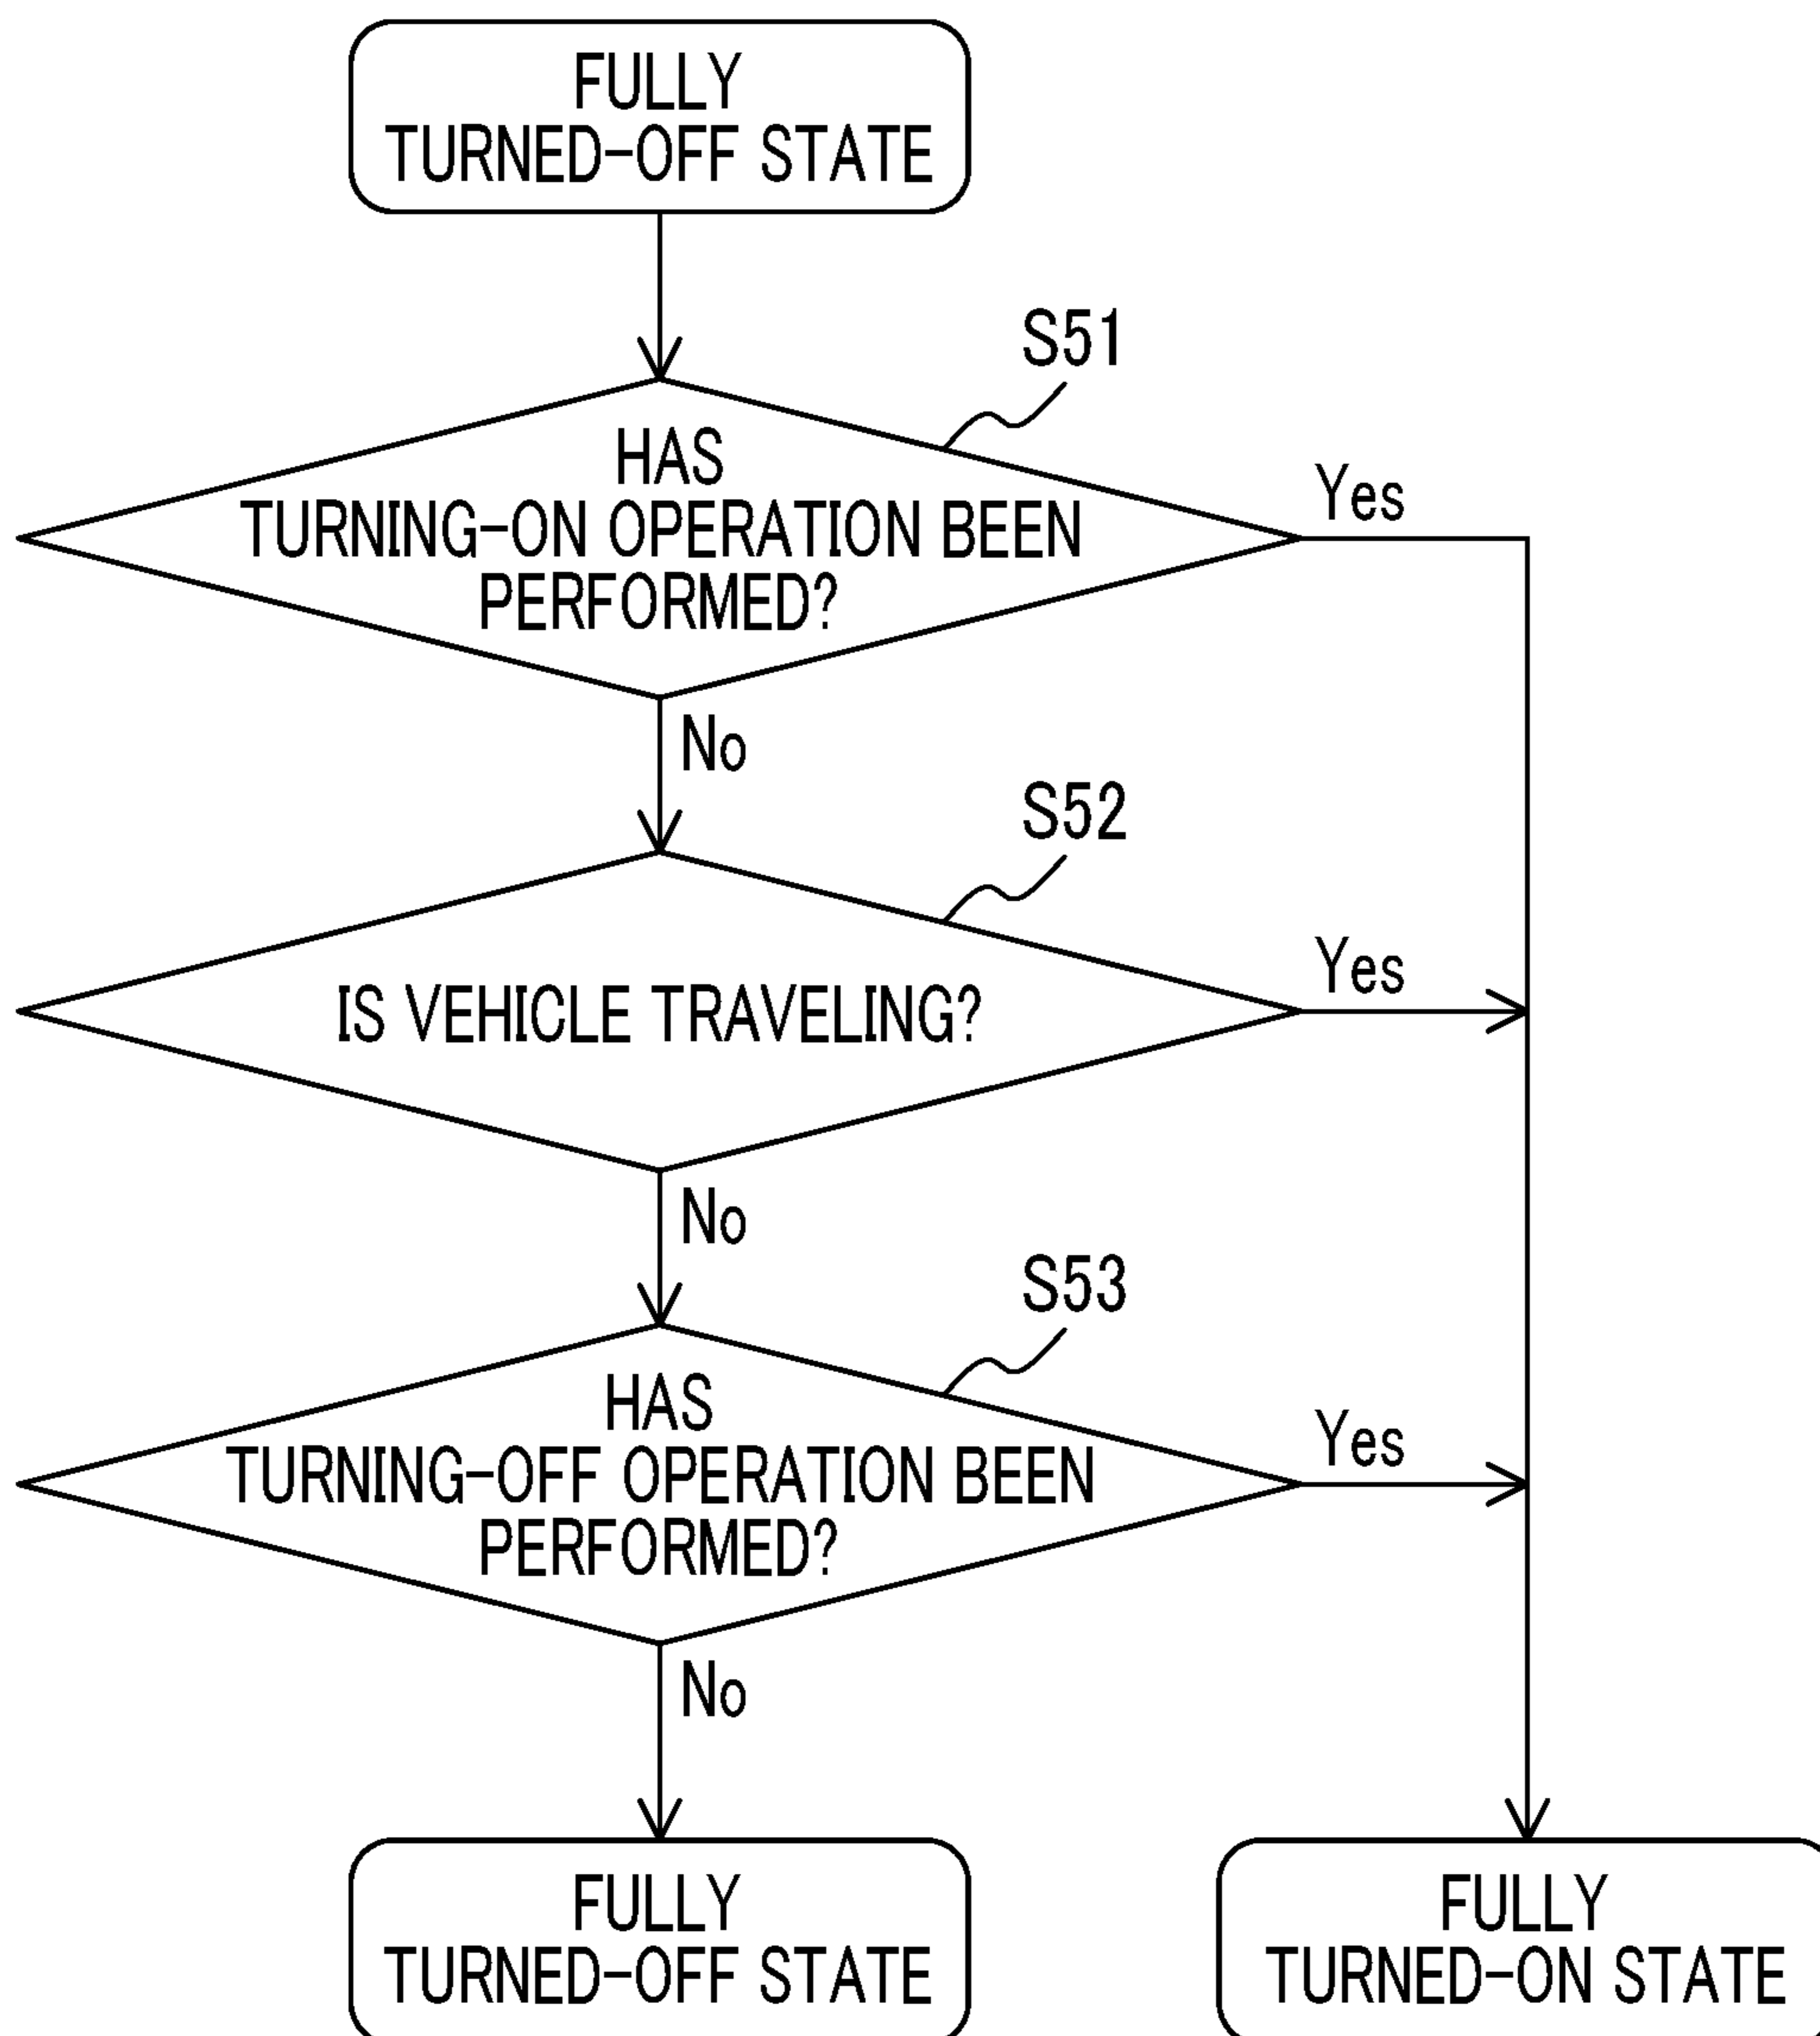 FULLY
TURNED-OFF STATE
S51
HAS
TURNING-ON OPERATION BEEN
PERFORMED?
Yes
No
S52
IS VEHICLE TRAVELING?
Yes
No
S53
HAS
TURNING-OFF OPERATION BEEN
PERFORMED?
Yes
No
FULLY
TURNED-OFF STATE
FULLY
TURNED-ON STATE